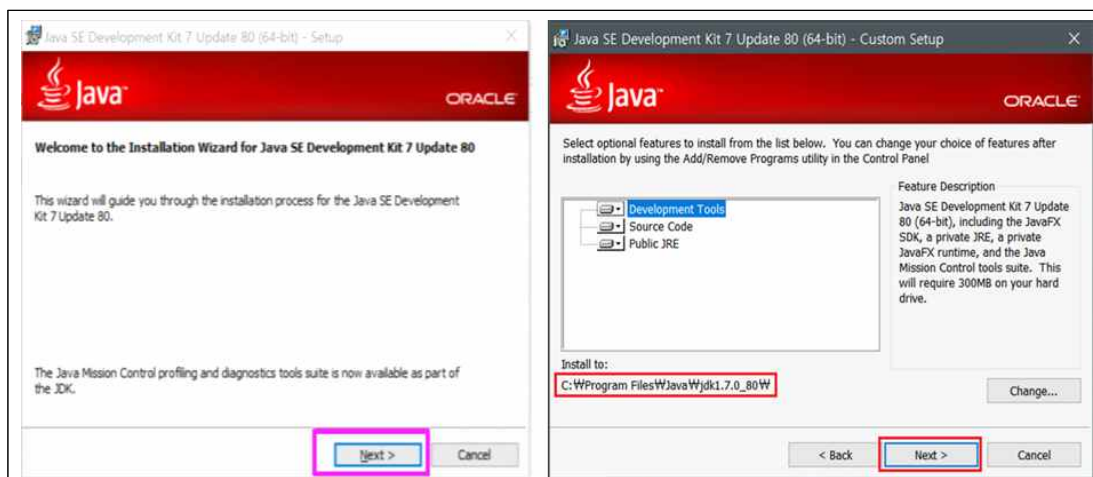 Java SE Development Kit 7 Update 80 (64-bit) - Setup
Java
ORACLE
Welcome to the Installation Wizard for Java SE Development Kit 7 Update 80
This wizard will guide you through the installation process for the Java SE Development
Kit 7 Update 80.
The Java Mission Control profiling and diagnostics tools suite is now available as part of
the JDK.
Next >
Cancel
Java SE Development Kit 7 Update 80 (64-bit) - Custom Setup
Java
ORACLE
Select optional features to install from the list below. You can change your choice of features after
installation by using the Add/Remove Programs utility in the Control Panel
Development Tools
Source Code
Public JRE
Feature Description
Java SE Development Kit 7 Update
80 (64-bit), including the JavaFX
SDK, a private JRE, a private
JavaFX runtime, and the Java
Mission Control tools suite. This
will require 300MB on your hard
drive.
Install to:
C:₩Program Files₩Java₩jdk1.7.0_80₩
Change...
< Back
Next >
Cancel